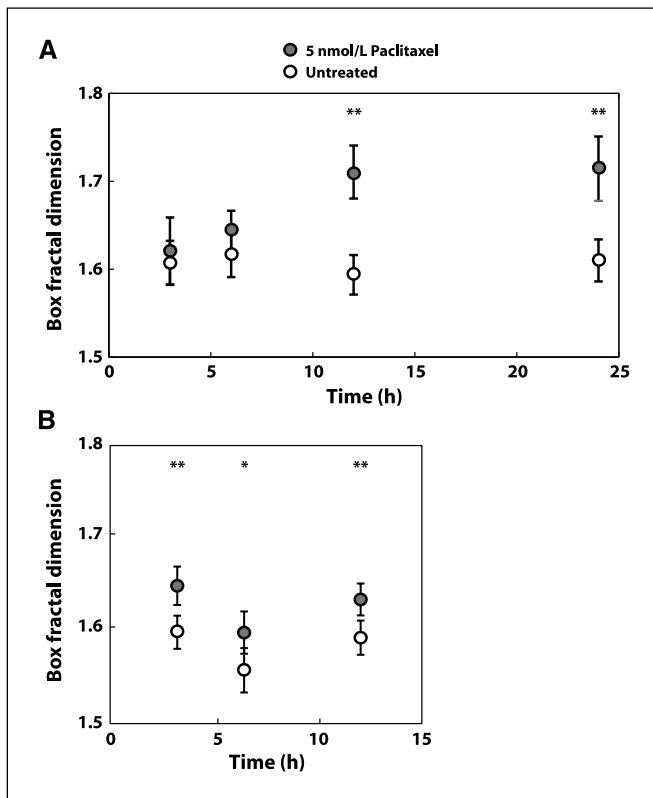 A
5 nmol/L Paclitaxel
Untreated
1.8
**
**
1.7
Box fractal dimension
1.6
1.5
0
5
10
15
20
25
Time (h)
B
1.8
**
*
**
1.7
Box fractal dimension
1.6
1.5
0
5
10
15
Time (h)